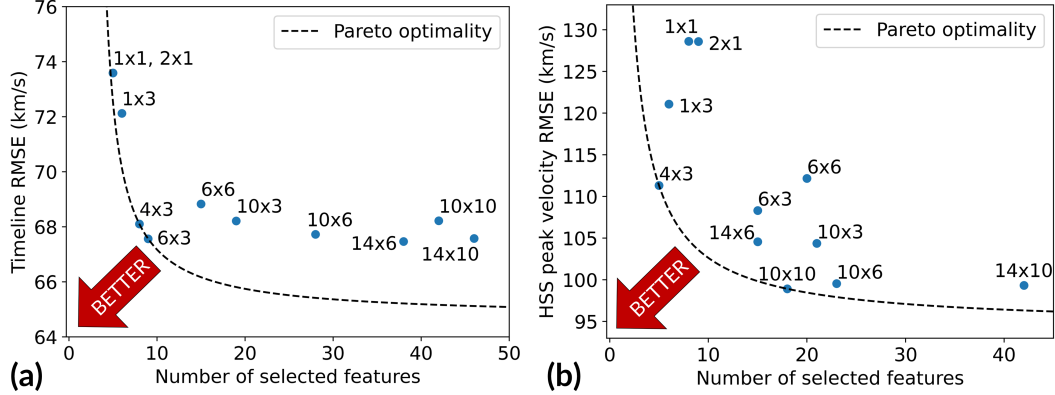 76
74
72
70
68
66
64
Timeline RMSE (km/s)
Pareto optimality
1x1, 2x1
1x3
4x3
6x3
6x6
10x3
10x6
14x6
10x10
14x10
BETTER
0 10 20 30 40 50
Number of selected features
(a)
130
125
120
115
110
105
100
95
HSS peak velocity RMSE (km/s)
Pareto optimality
1x1
2x1
1x3
4x3
6x6
6x3
14x6
10x3
10x10
10x6
14x10
BETTER
0 10 20 30 40
Number of selected features
(b)